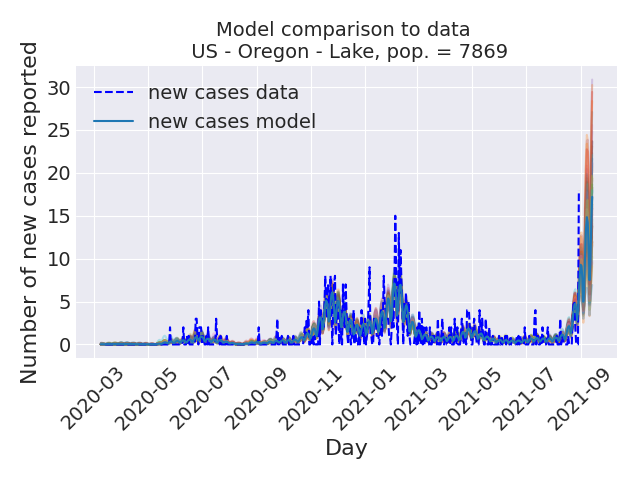 Model comparison to data
US - Oregon - Lake, pop. = 7869
Number of new cases reported
30
25
20
15
10
5
0
new cases data
new cases model
2020-03
2020-05
2020-07
2020-09
2020-11
2021-01
2021-03
2021-05
2021-07
2021-09
Day